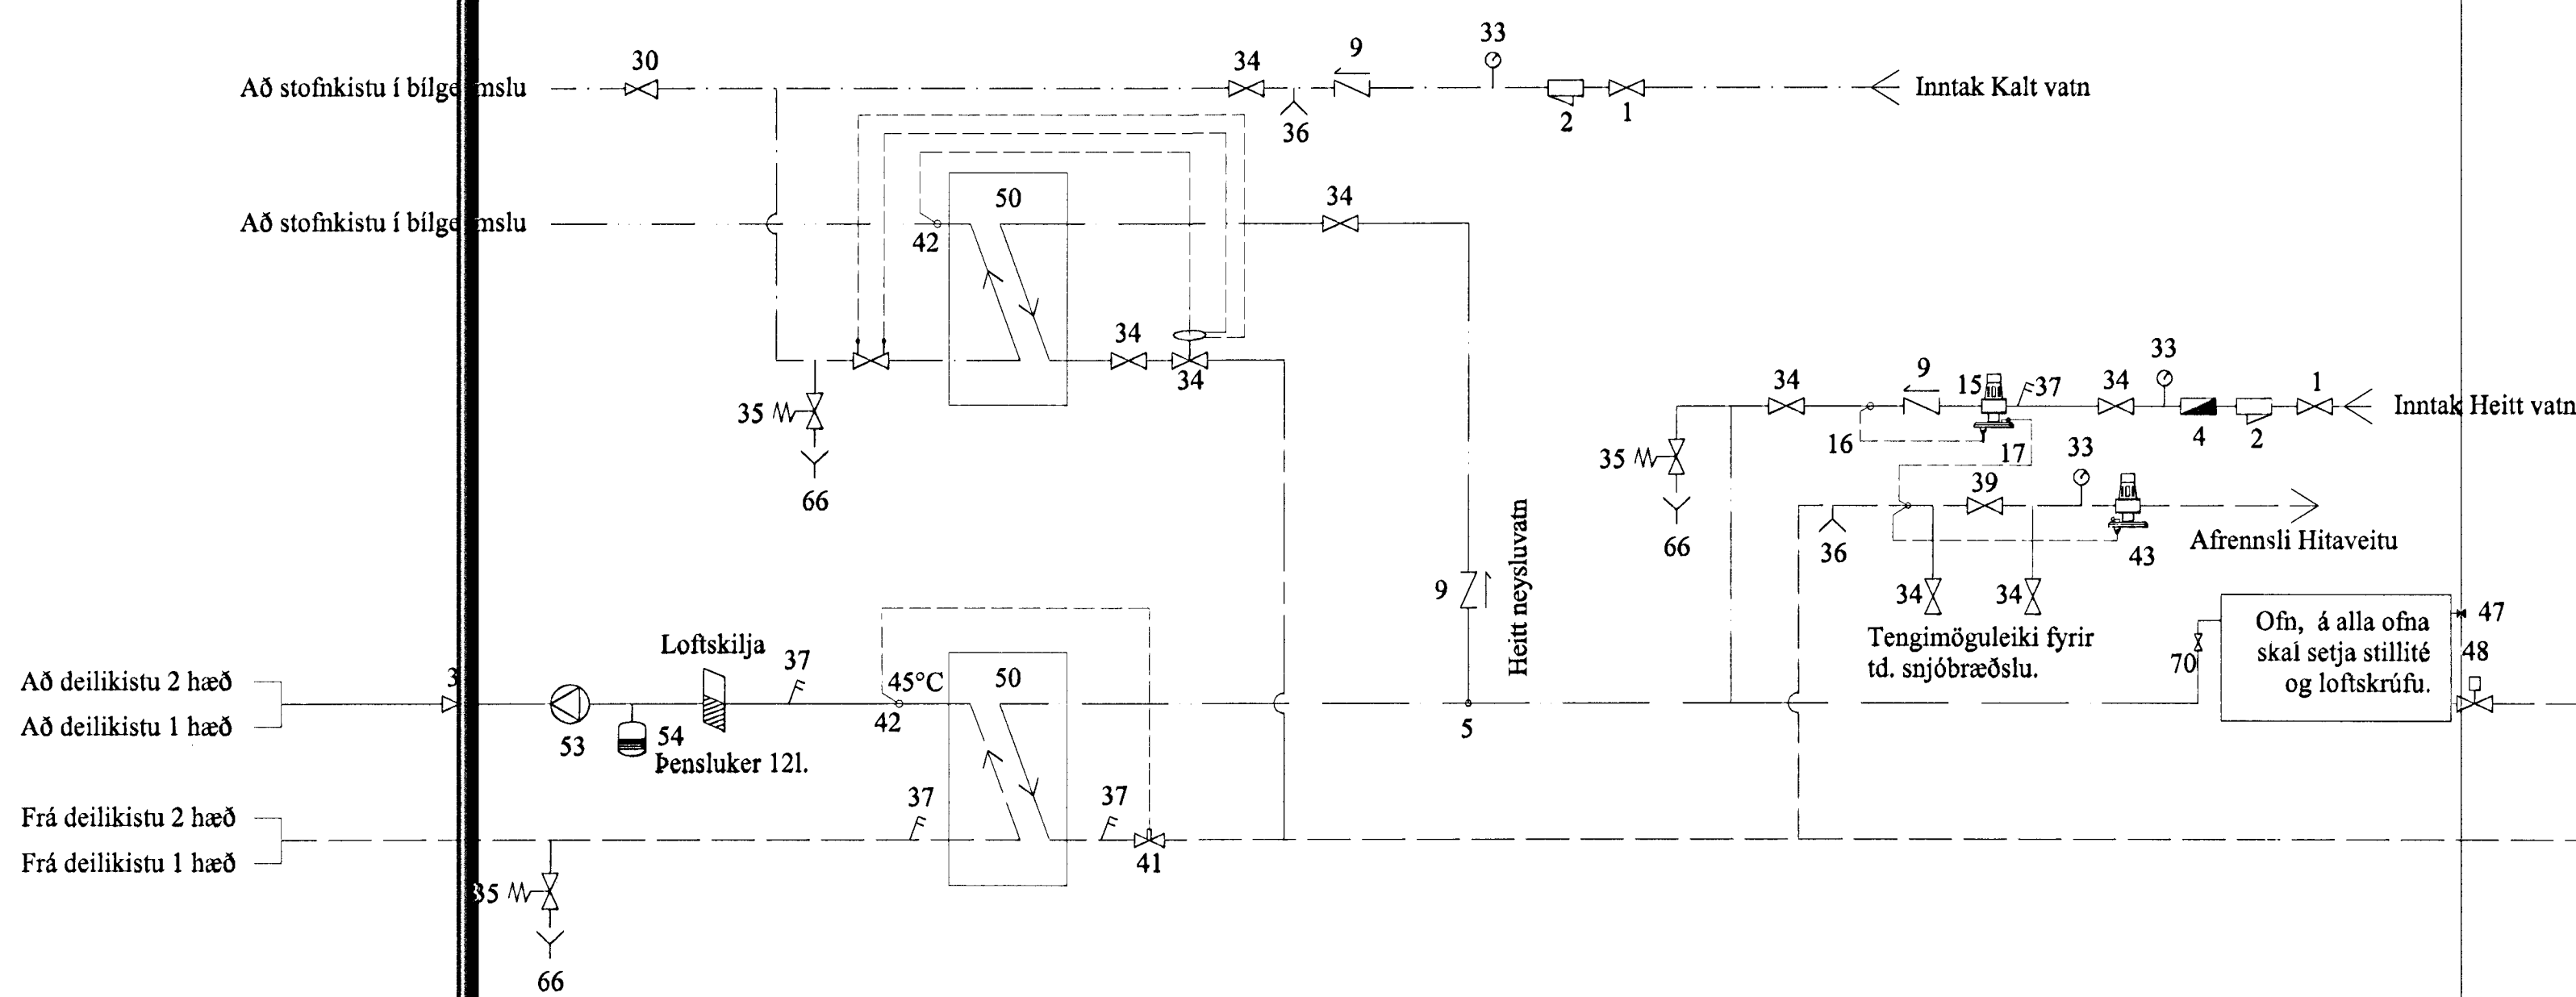 33
30
34
9
Að stofnkistu í bílge mslu
Inntak Kalt vatn
36
2
1
50
34
Að stofnkistu í bílge mslu
42
34
34
35
66
33
34
9
15
37
34
1
Inntak Heitt vatn
16
17
4
2
35
33
39
66
36
43
Afrennsli Hitaveitu
34
34
9
Heitt neysluvatn
Tengimöguleiki fyrir
td. snjóbræðslu.
Ofn, á alla ofna
skal setja stillité
og loftskrúfu.
47
48
70
Loftskilja
37
45°C
50
Að deilikistu 2 hæð
3
Að deilikistu 1 hæð
53
54
Þensluker 12l.
42
5
Frá deilikistu 2 hæð
37
37
Frá deilikistu 1 hæð
41
35
66